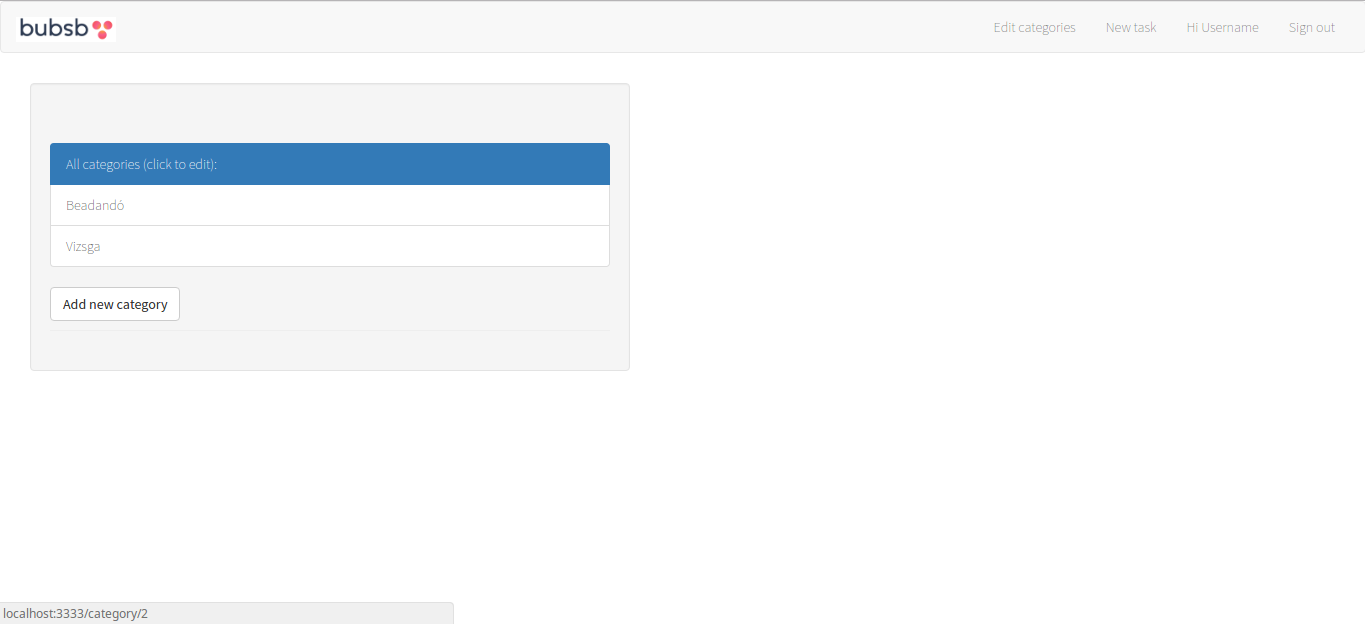 bubsb
Edit categories New task Hi Username Sign out
All categories (click to edit):
Beadandó
Vizsga
Add new category
localhost:3333/category/2